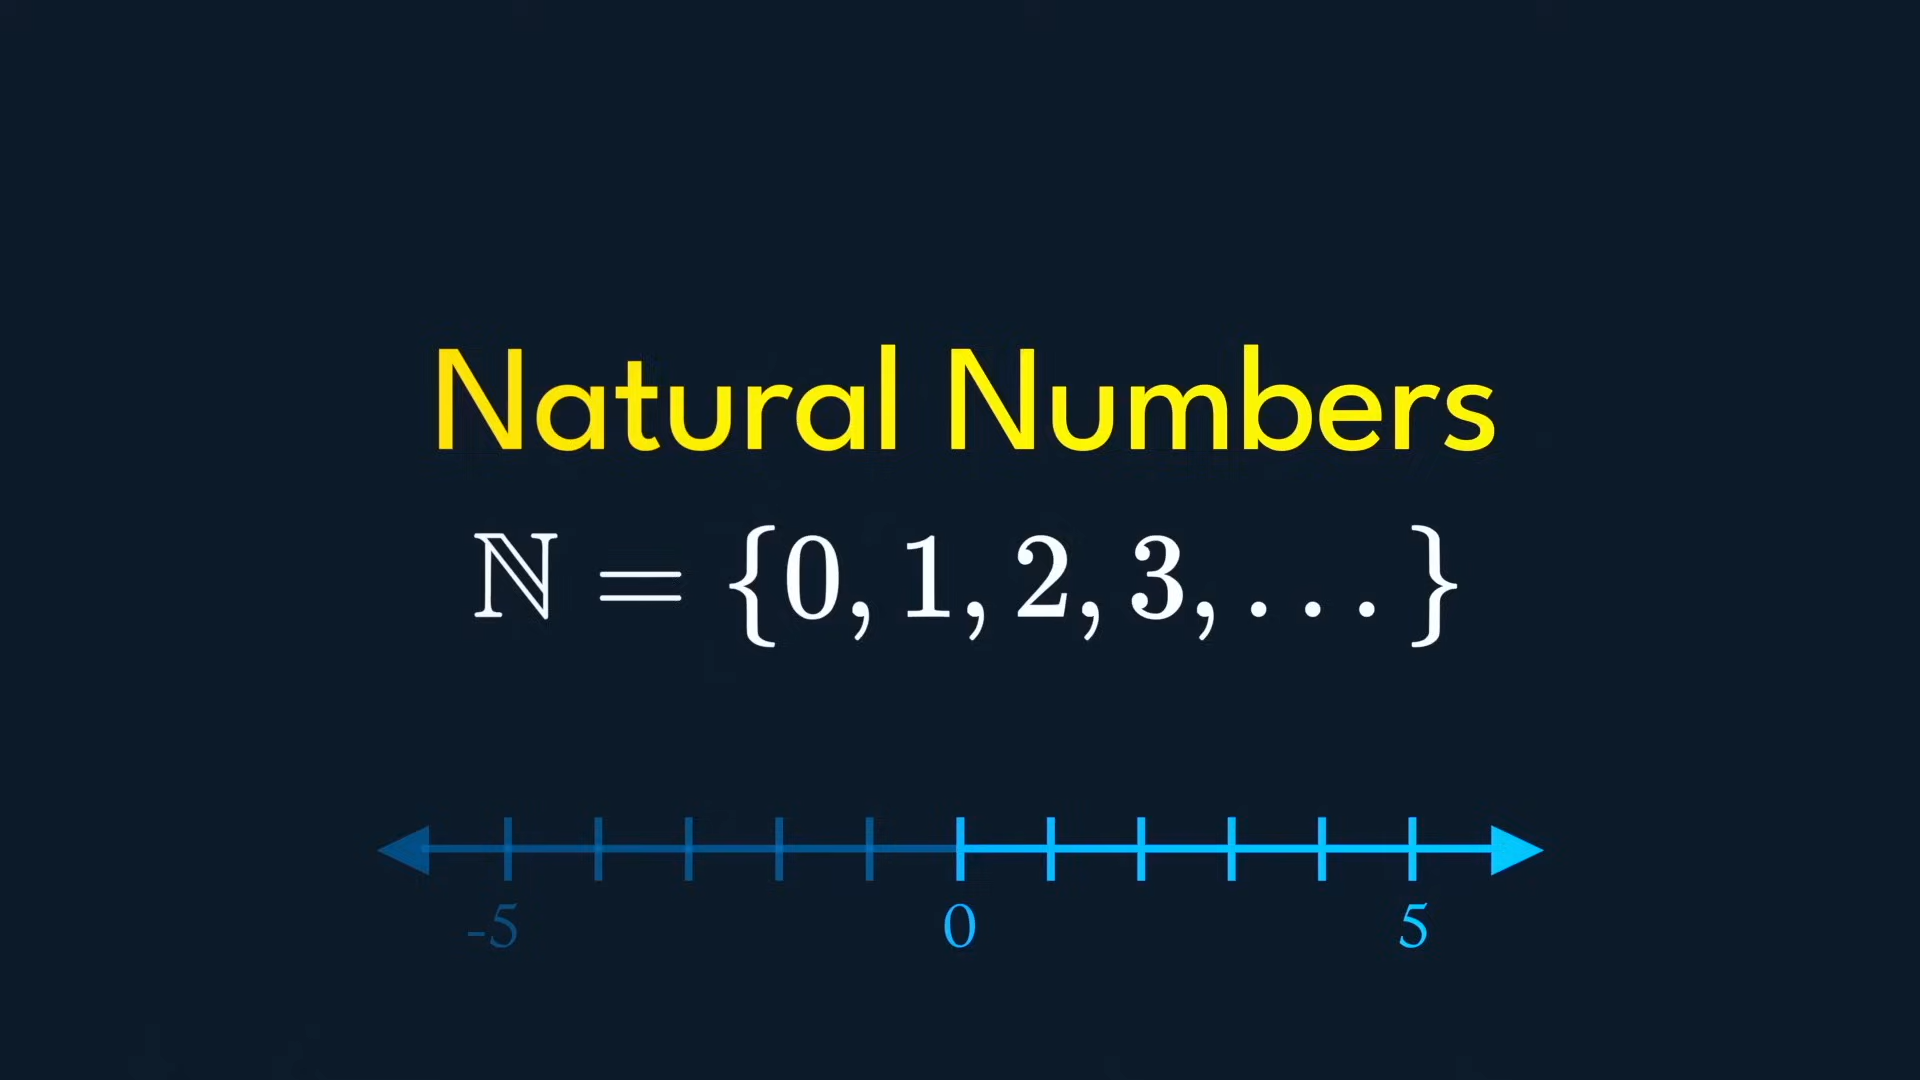 Natural Numbers
ℕ = {0, 1, 2, 3, . . . }
-5 0 5